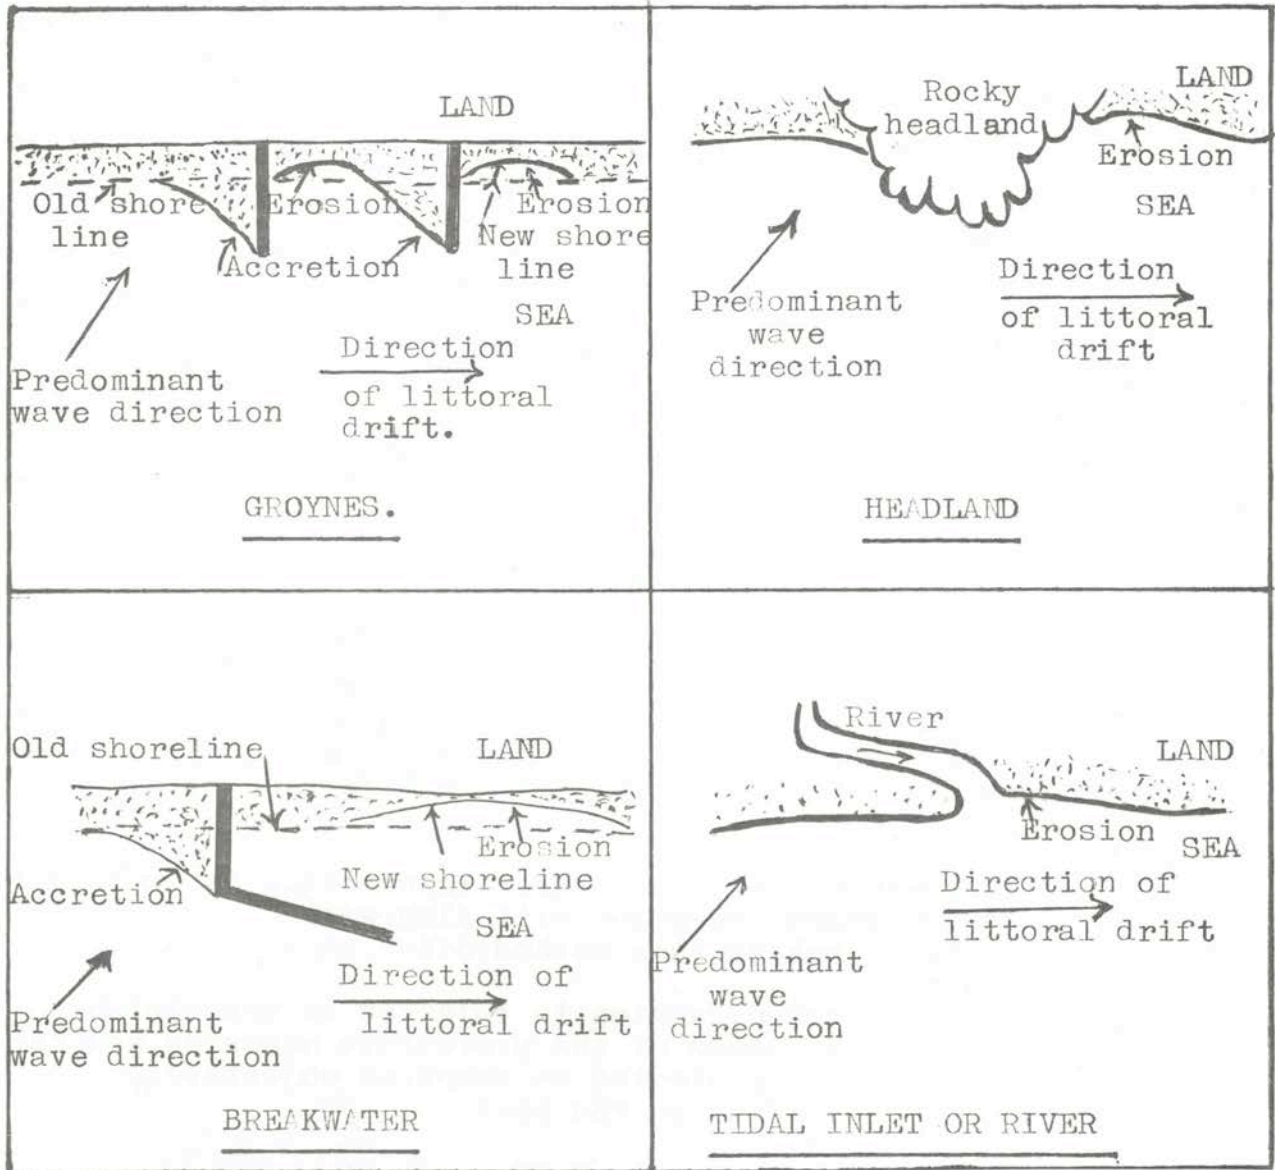 LAND
Old shore
line
Erosion
Erosion
New shore
line
Accretion
SEA
Predominant
wave direction
Direction
of littoral
drift.
GROYNES.
LAND
Rocky
headland
Erosion
SEA
Predominant
wave
direction
Direction
of littoral
drift
HEADLAND
Old shoreline
LAND
Erosion
New shoreline
Accretion
SEA
Predominant
wave direction
Direction of
littoral drift
BREAKWATER
River
LAND
Erosion
SEA
Predominant
wave
direction
Direction of
littoral drift
TIDAL INLET OR RIVER